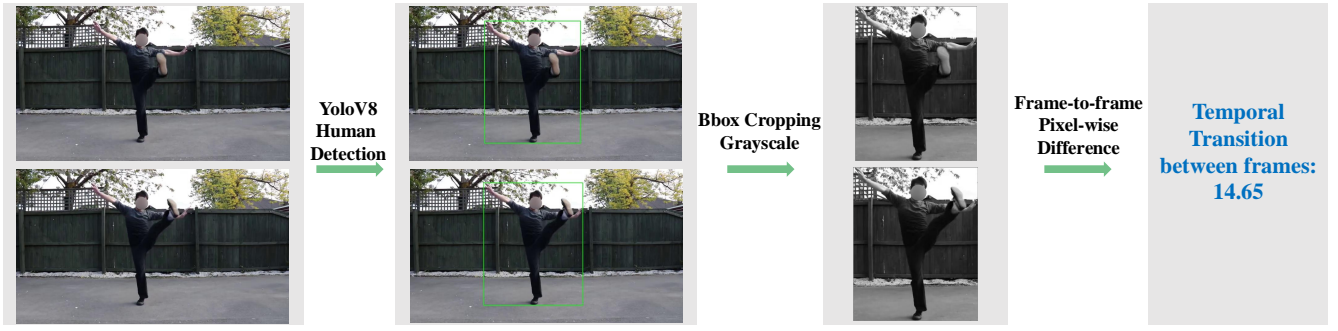 YoloV8
Human
Detection
Bbox Cropping
Grayscale
Frame-to-frame
Pixel-wise
Difference
Temporal
Transition
between frames:
14.65